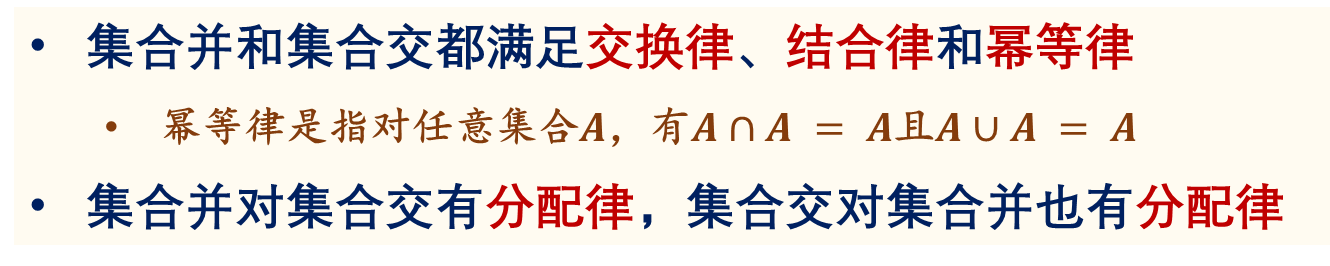 • 集合并和集合交都满足交换律、结合律和幂等律
• 幂等律是指对任意集合A，有A ∩ A = A且A ∪ A = A
• 集合并对集合交有分配律，集合交对集合并也有分配律